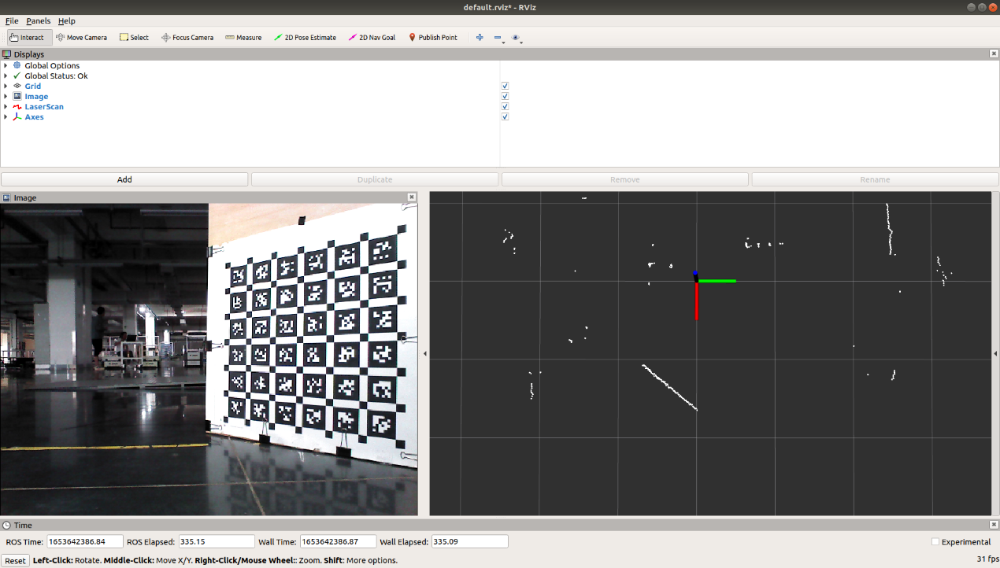 default.rviz* - RViz
File Panels Help
Interact Move Camera Select Focus Camera Measure 2D Pose Estimate 2D Nav Goal Publish Point
Displays
Global Options
Global Status: Ok
Grid
Image
LaserScan
Axes
Add Duplicate Remove Rename
Image
Time
ROS Time: 1653642386.84 ROS Elapsed: 335.15 Wall Time: 1653642386.87 Wall Elapsed: 335.09 Experimental
Reset Left-Click: Rotate. Middle-Click: Move X/Y. Right-Click/Mouse Wheel:: Zoom. Shift: More options. 31 fps